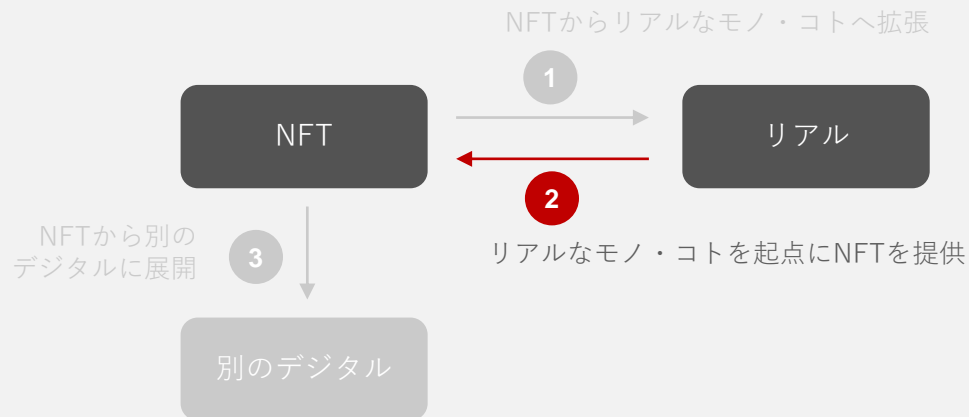 NFTからリアルなモノ・コトへ拡張
1
NFT
リアル
2
リアルなモノ・コトを起点にNFTを提供
NFTから別の
デジタルに展開
3
別のデジタル